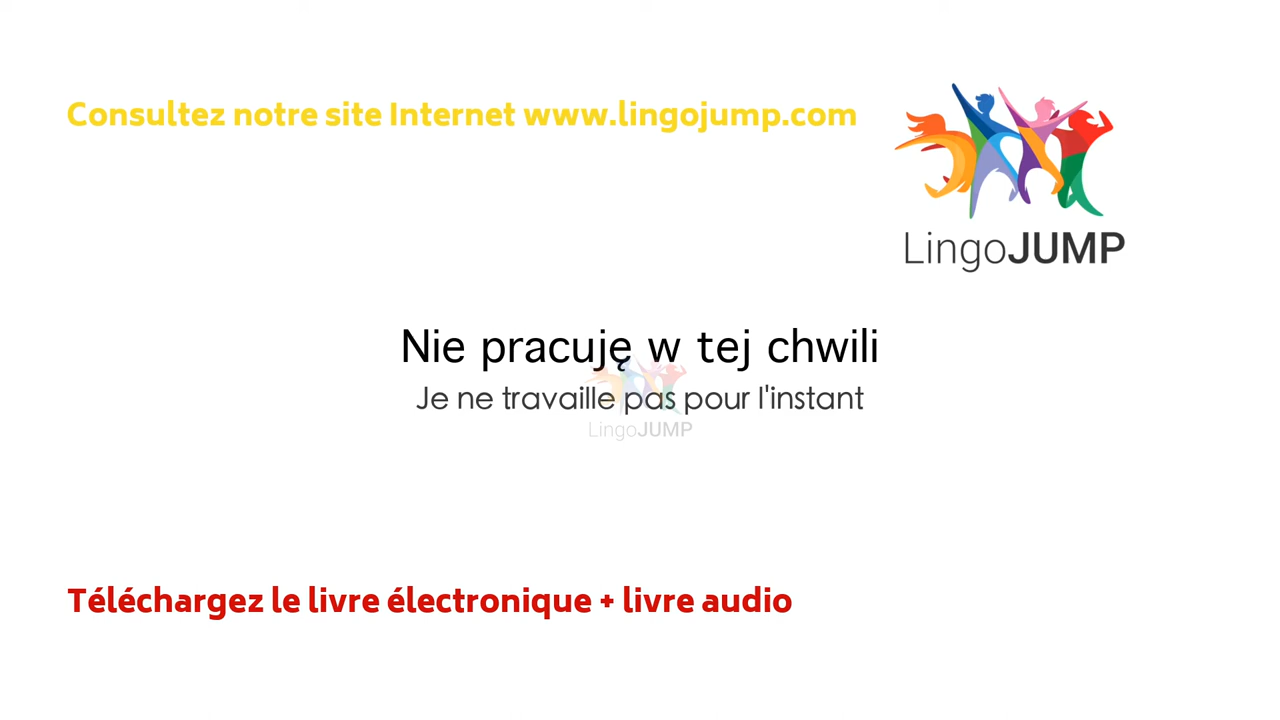 Consultez notre site Internet www.lingojump.com
LingoJUMP
Nie pracuję w tej chwili
Je ne travaille pas pour l'instant
LingoJUMP
Téléchargez le livre électronique + livre audio